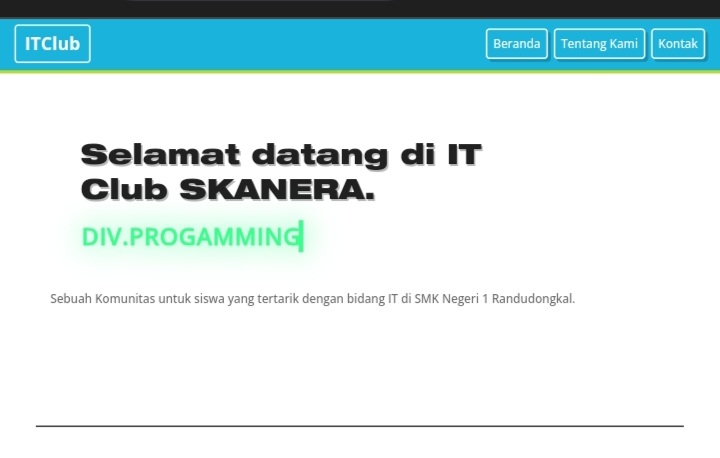 ITClub
Beranda
Tentang Kami
Kontak
Selamat datang di IT
Club SKANERA.
DIV.PROGAMMING
Sebuah Komunitas untuk siswa yang tertarik dengan bidang IT di SMK Negeri 1 Randudongkal.